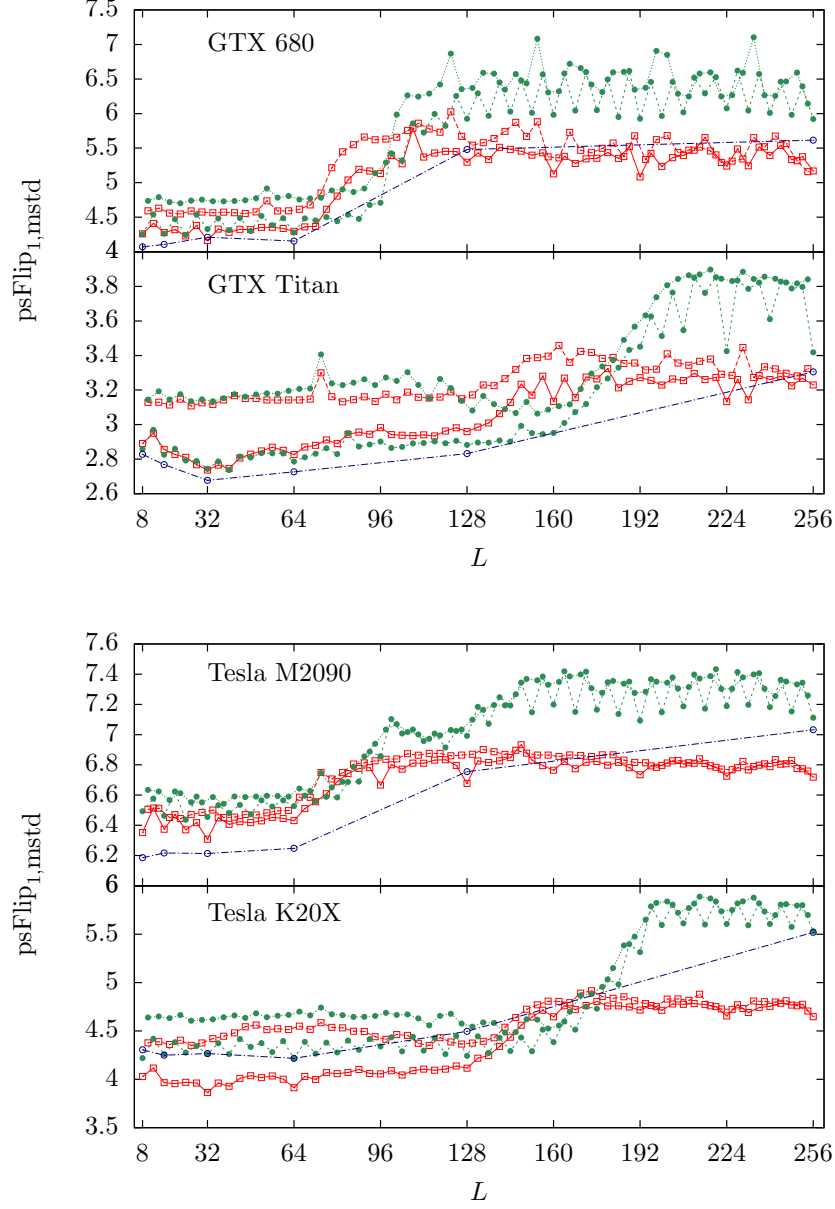 7.5
GTX 680
7
6.5
6
5.5
5
4.5
4
psFlip1,mstd
GTX Titan
3.8
3.6
3.4
3.2
3
2.8
2.6
8 32 64 96 128 160 192 224 256
L
7.6
Tesla M2090
7.4
7.2
7
6.8
6.6
6.4
6.2
6
psFlip1,mstd
Tesla K20X
5.5
5
4.5
4
3.5
8 32 64 96 128 160 192 224 256
L